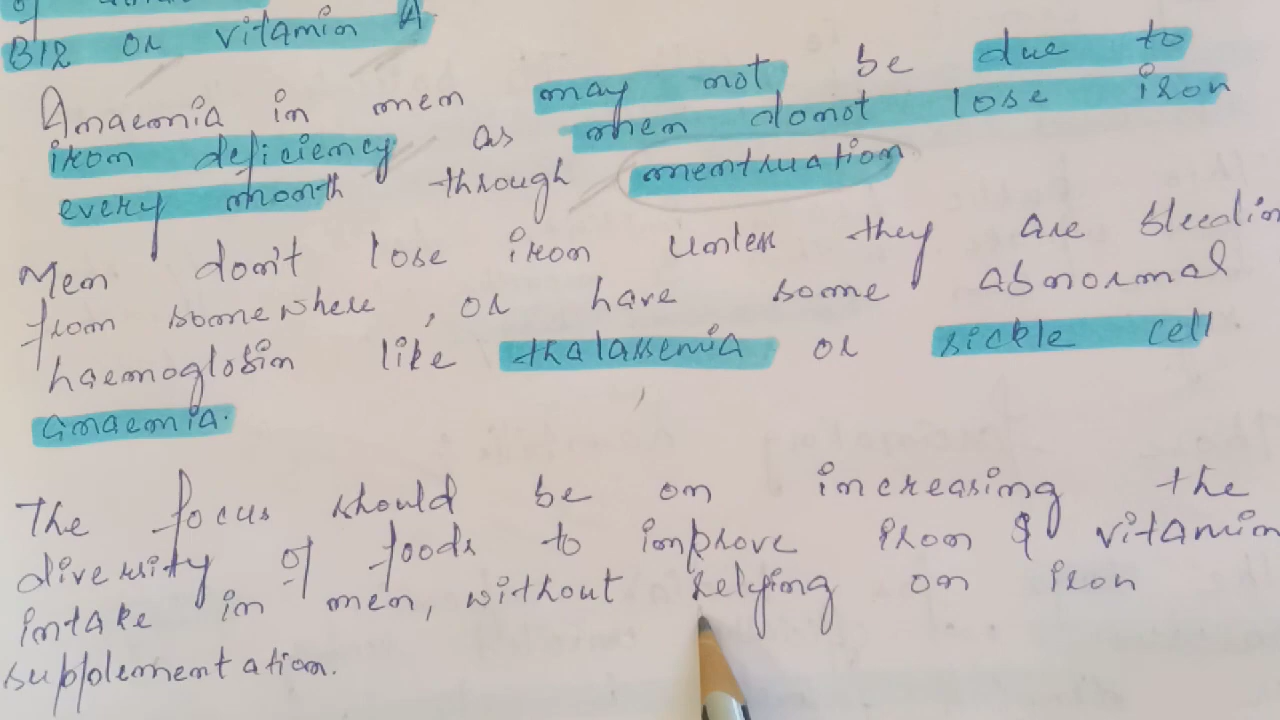 B12 or vitamin A
Anaemia in men may not be due to
iron deficiency as men donot lose iron
every month through mentruation
Men don't lose iron unless they are bleedin
from somewhere, or have some abnormal
haemoglobin like thalassemia or sickle cell
anaemia.
The focus should be on increasing the
diversity of foods to improve iron & vitamin
intake in men, without relying on iron
supplementation.